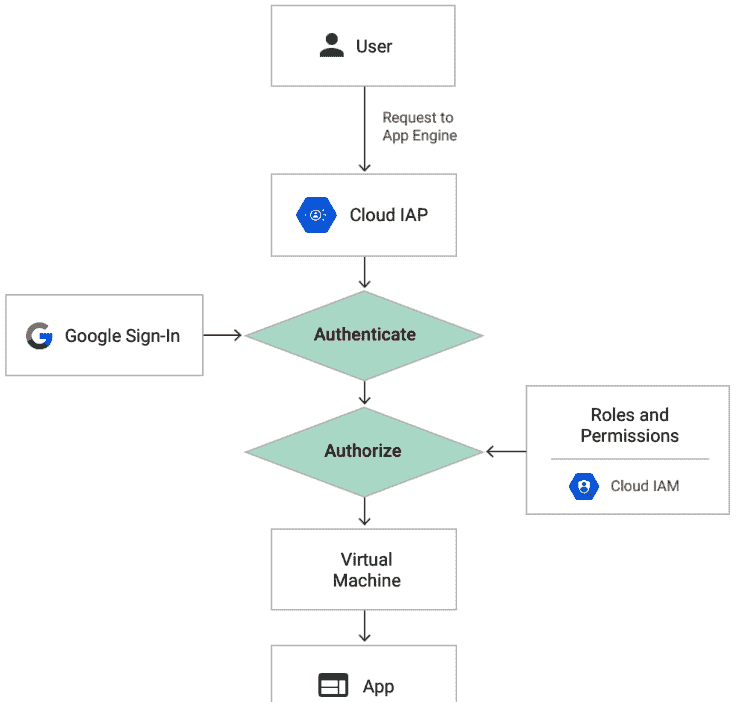 User
Request to
App Engine
Cloud IAP
Google Sign-In
Authenticate
Roles and
Permissions
Cloud IAM
Authorize
Virtual
Machine
App